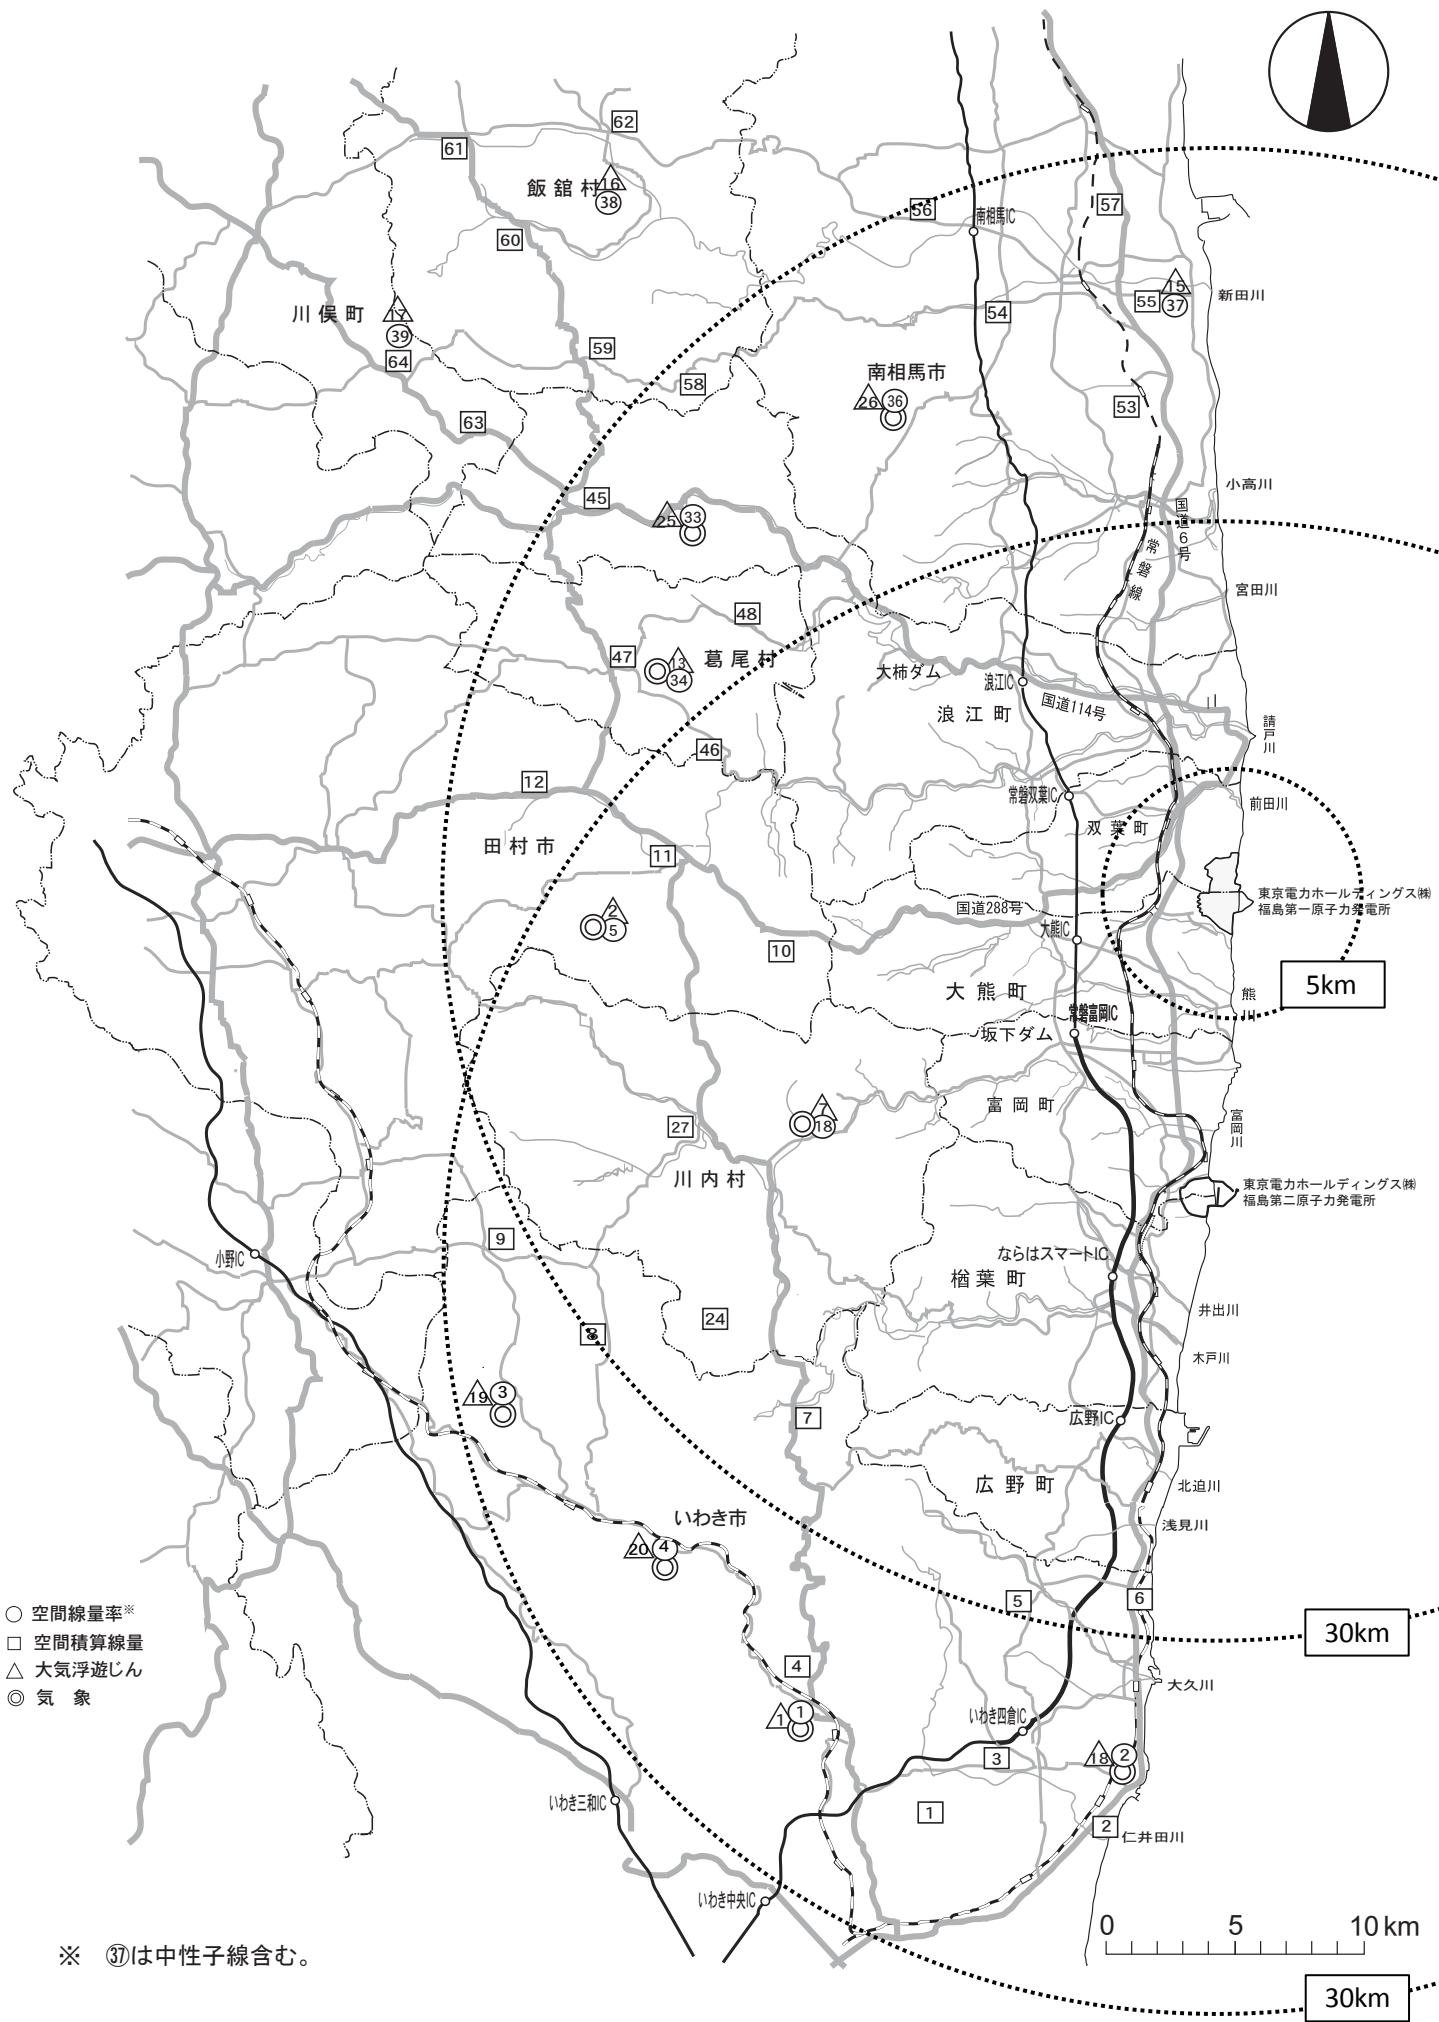 62
61
飯舘村
16
38
56
57
南相馬IC
60
15
55
37
新田川
川俣町
17
39
54
59
64
南相馬市
58
26
36
53
63
小高川
45
国道6号
25
33
常磐線
宮田川
48
47
13
34
葛尾村
大柿ダム
浪江IC
国道114号
浪江町
請戸川
46
12
常磐双葉IC
前田川
双葉町
田村市
11
東京電力ホールディングス㈱
福島第一原子力発電所
国道288号
2
5
大熊IC
10
5km
大熊町
熊川
常磐富岡IC
坂下ダム
富岡町
7
18
27
富岡川
川内村
東京電力ホールディングス㈱
福島第二原子力発電所
9
小野IC
ならはスマートIC
楢葉町
井出川
24
8
木戸川
19
3
7
広野IC
広野町
北迫川
いわき市
浅見川
20
4
5
6
○ 空間線量率※
□ 空間積算線量
△ 大気浮遊じん
◎ 気 象
30km
4
大久川
1
1
いわき四倉IC
3
18
2
いわき三和IC
1
2
仁井田川
いわき中央IC
0 5 10km
※ ㊲は中性子線含む。
30km